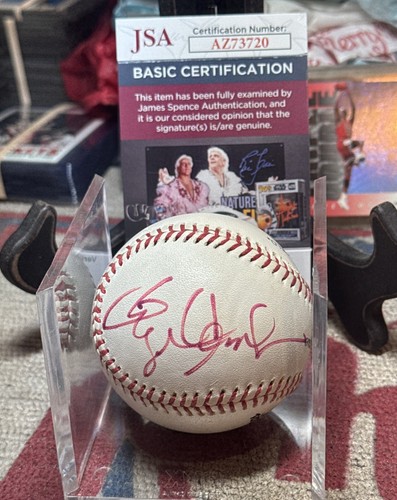 JSA
Certification Number:
AZ73720
BASIC CERTIFICATION
This item has been fully examined by
James Spence Authentication, and
it is our considered opinion that the
signature(s) is/are genuine.
NATURE